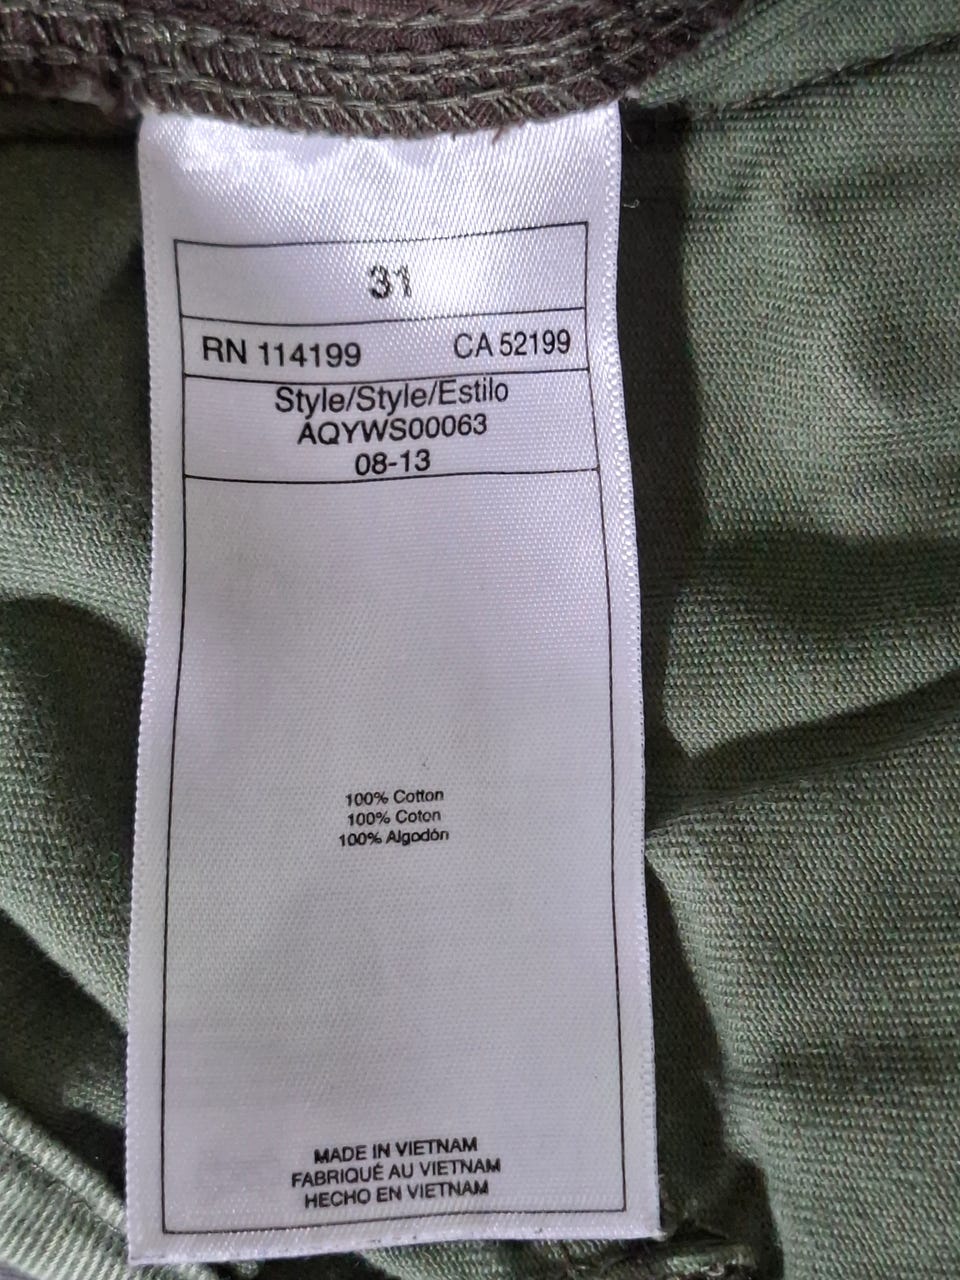 31
RN 114199 CA 52199
Style/Style/Estilo
AQYWS00063
08-13
100% Cotton
100% Coton
100% Algodón
MADE IN VIETNAM
FABRIQUÉ AU VIETNAM
HECHO EN VIETNAM